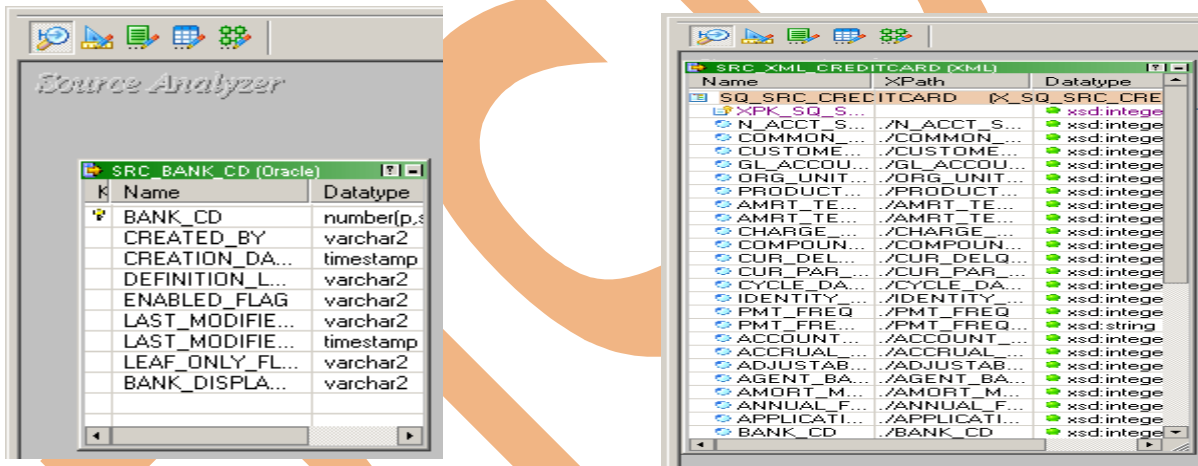 Source Analyzer
SRC_BANK_CD (Oracle)
K Name Datatype
BANK_CD number(p,s
CREATED_BY varchar2
CREATION_DA... timestamp
DEFINITION_L... varchar2
ENABLED_FLAG varchar2
LAST_MODIFIE... varchar2
LAST_MODIFIE... timestamp
LEAF_ONLY_FL... varchar2
BANK_DISPLA... varchar2
SRC_XML_CREDITCARD (XML)
Name XPath Datatype
SQ_SRC_CREDITCARD (X_SQ_SRC_CRE
XPK_SQ_S... xsd:intege
N_ACCT_S... ./N_ACCT_S... xsd:intege
COMMON_... ./COMMON_... xsd:intege
CUSTOME... ./CUSTOME... xsd:intege
GL_ACCOU... ./GL_ACCOU... xsd:intege
ORG_UNIT... ./ORG_UNIT... xsd:intege
PRODUCT... ./PRODUCT... xsd:intege
AMRT_TE... ./AMRT_TE... xsd:intege
AMRT_TE... ./AMRT_TE... xsd:intege
CHARGE_... ./CHARGE_... xsd:intege
COMPOUN... ./COMPOUN... xsd:intege
CUR_DEL... ./CUR_DELQ... xsd:intege
CUR_PAR_... ./CUR_PAR_... xsd:intege
CYCLE_DA... ./CYCLE_DA... xsd:intege
IDENTITY_... ./IDENTITY_... xsd:intege
PMT_FREQ ./PMT_FREQ xsd:intege
PMT_FRE... ./PMT_FREQ... xsd:string
ACCOUNT... ./ACCOUNT_... xsd:intege
ACCRUAL_... ./ACCRUAL_... xsd:intege
ADJUSTAB... ./ADJUSTAB... xsd:intege
AGENT_BA... ./AGENT_BA... xsd:intege
AMORT_M... ./AMORT_M... xsd:intege
ANNUAL_F... ./ANNUAL_F... xsd:intege
APPLICATI... ./APPLICATI... xsd:intege
BANK_CD ./BANK_CD xsd:intege